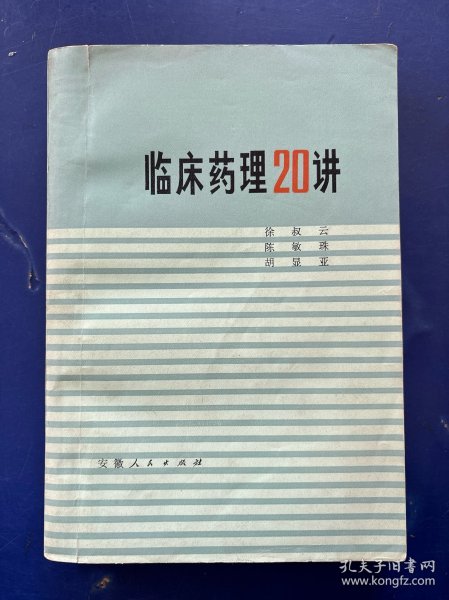 临床药理20讲
徐叔云
陈敏珠
胡显亚
安徽人民出版社
孔夫子旧书网
www.kongfz.com